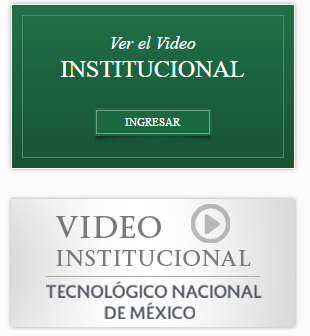 Ver el Video
INSTITUCIONAL
INGRESAR
VIDEO
INSTITUCIONAL
TECNOLÓGICO NACIONAL
DE MÉXICO